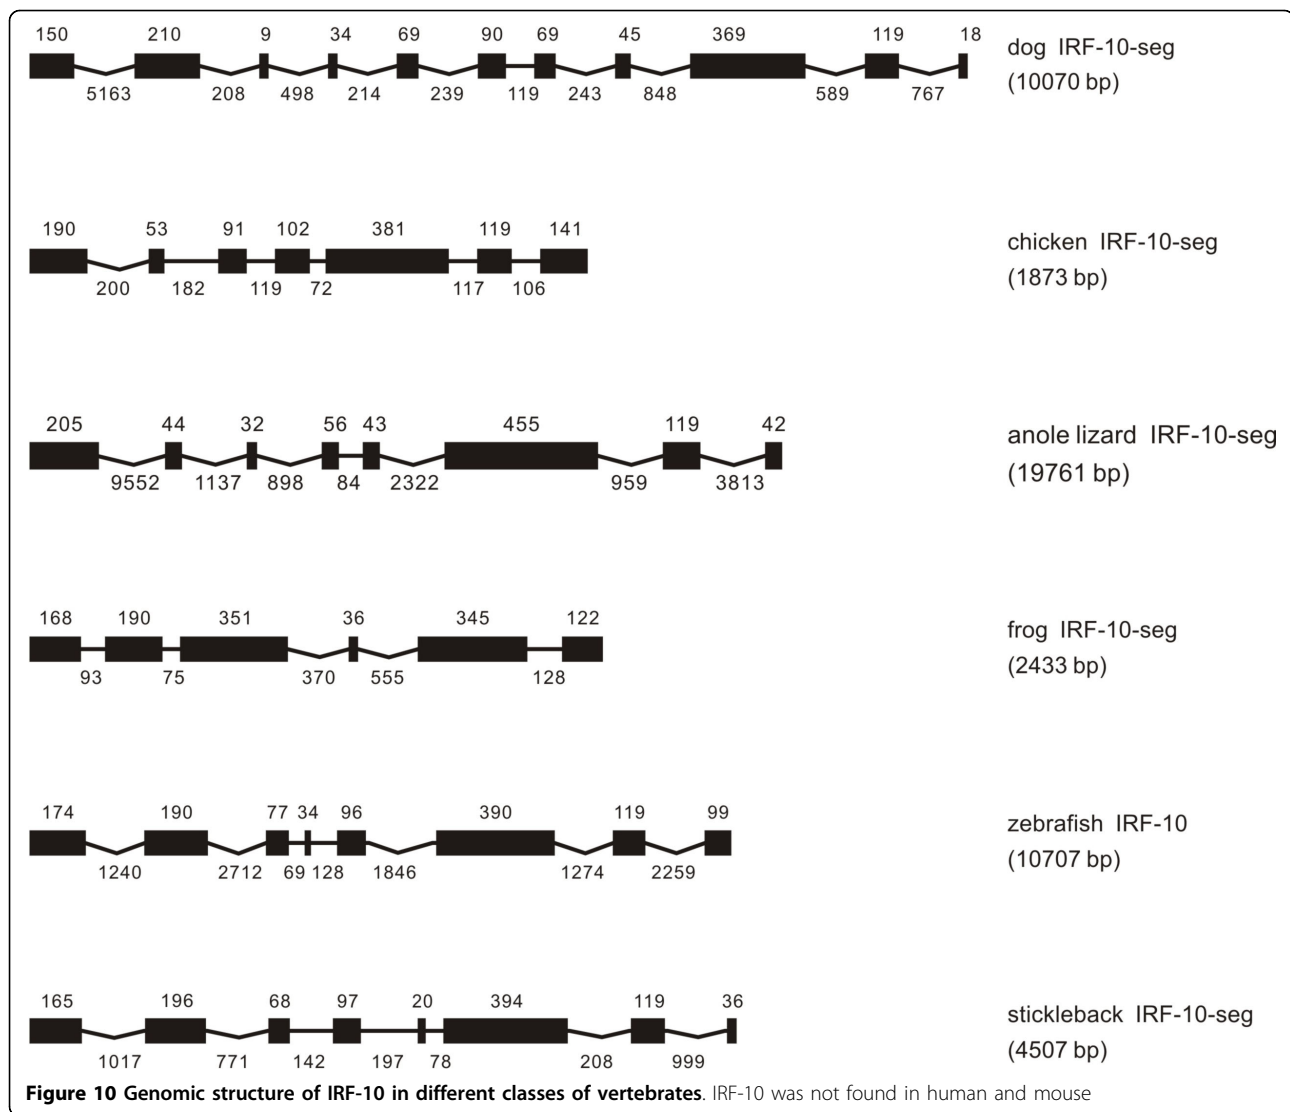 150 210 9 34 69 90 69 45 369 119 18
dog IRF-10-seg
5163 208 498 214 239 119 243 848 589 767
(10070 bp)
190 53 91 102 381 119 141
chicken IRF-10-seg
200 182 119 72 117 106
(1873 bp)
205 44 32 56 43 455 119 42
anole lizard IRF-10-seg
9552 1137 898 84 2322 959 3813
(19761 bp)
168 190 351 36 345 122
frog IRF-10-seg
93 75 370 555 128
(2433 bp)
174 190 77 34 96 390 119 99
zebrafish IRF-10
1240 2712 69 128 1846 1274 2259
(10707 bp)
165 196 68 97 20 394 119 36
stickleback IRF-10-seg
1017 771 142 197 78 208 999
(4507 bp)
Figure 10 Genomic structure of IRF-10 in different classes of vertebrates. IRF-10 was not found in human and mouse